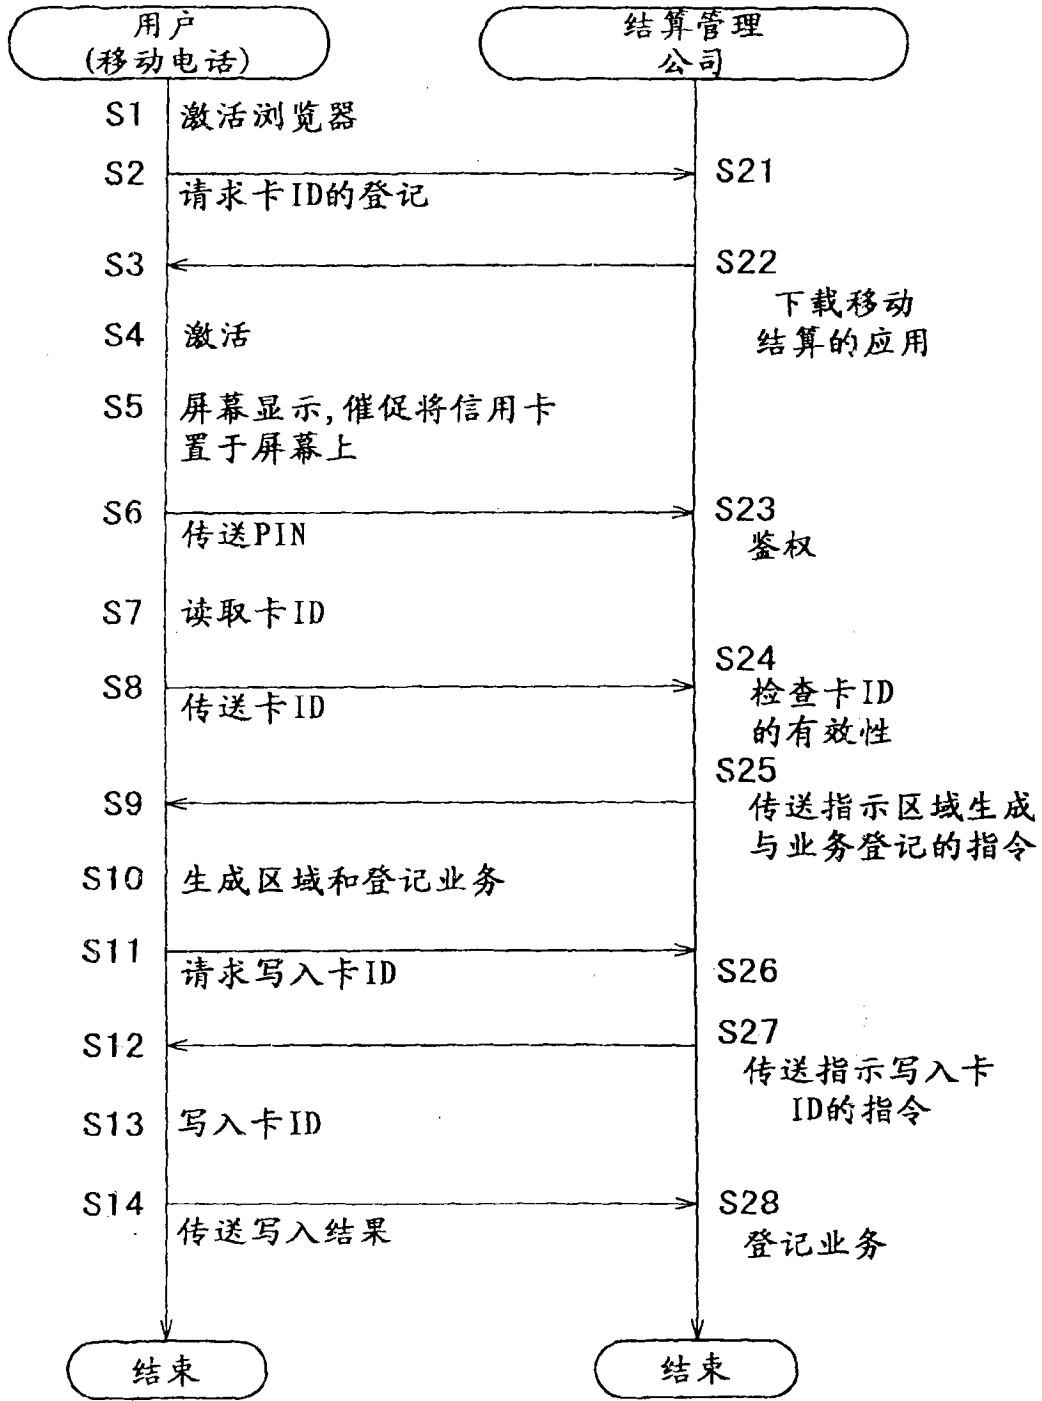 用户
(移动电话)
结算管理
公司
S1 激活浏览器
S2
S21
请求卡ID的登记
S3
S22
下载移动
结算的应用
S4 激活
S5 屏幕显示,催促将信用卡
置于屏幕上
S6
S23
传送PIN
鉴权
S7 读取卡ID
S24
S8
检查卡ID
的有效性
传送卡ID
S25
S9
传送指示区域生成
与业务登记的指令
S10 生成区域和登记业务
S11
请求写入卡ID
S26
S27
S12
传送指示写入卡
ID的指令
S13 写入卡ID
S14
S28
传送写入结果
登记业务
结束
结束